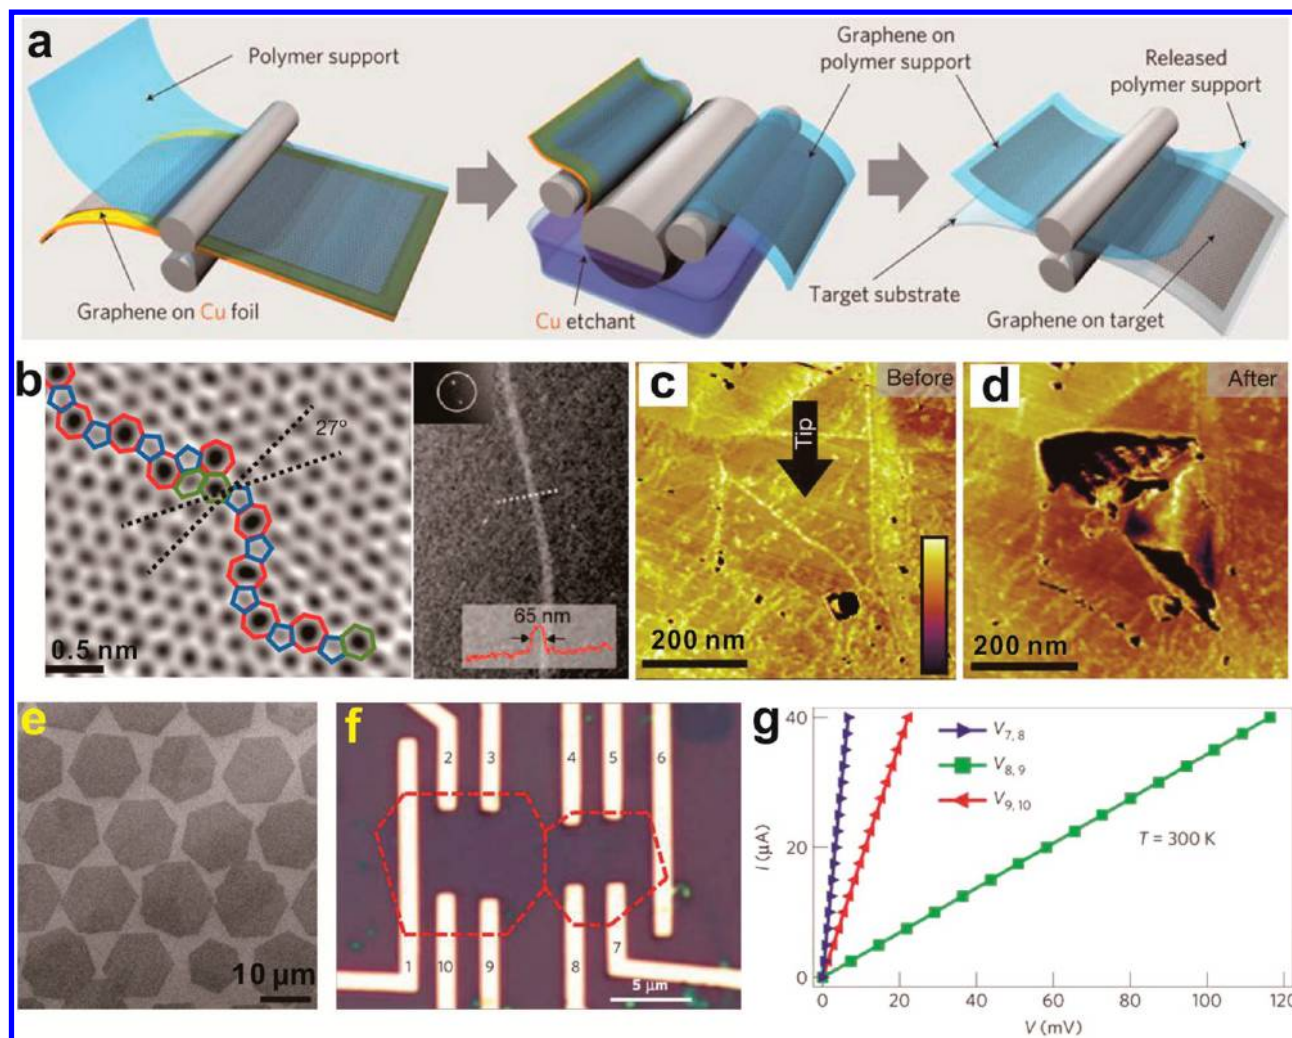 a
Polymer support
Graphene on Cu foil
Graphene on
polymer support
Cu etchant
Released
polymer support
Target substrate
Graphene on target
b
27°
0.5 nm
65 nm
c
Before
Tip
200 nm
d
After
200 nm
e
10 µm
f
2
3
4
5
6
1
10
9
8
7
5 µm
g
40
20
0
I (µA)
V7, 8
V8, 9
V9, 10
T = 300 K
0
20
40
60
80
100
120
V (mV)